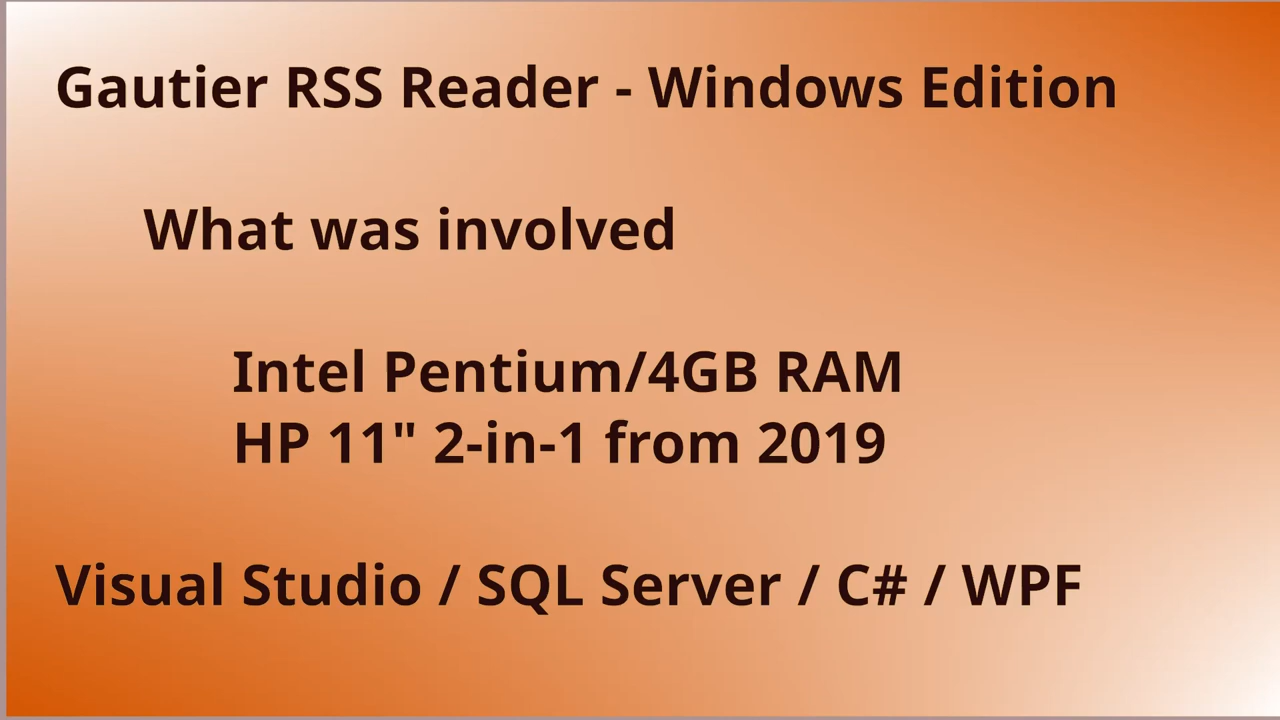 Gautier RSS Reader - Windows Edition
What was involved
Intel Pentium/4GB RAM
HP 11" 2-in-1 from 2019
Visual Studio / SQL Server / C# / WPF